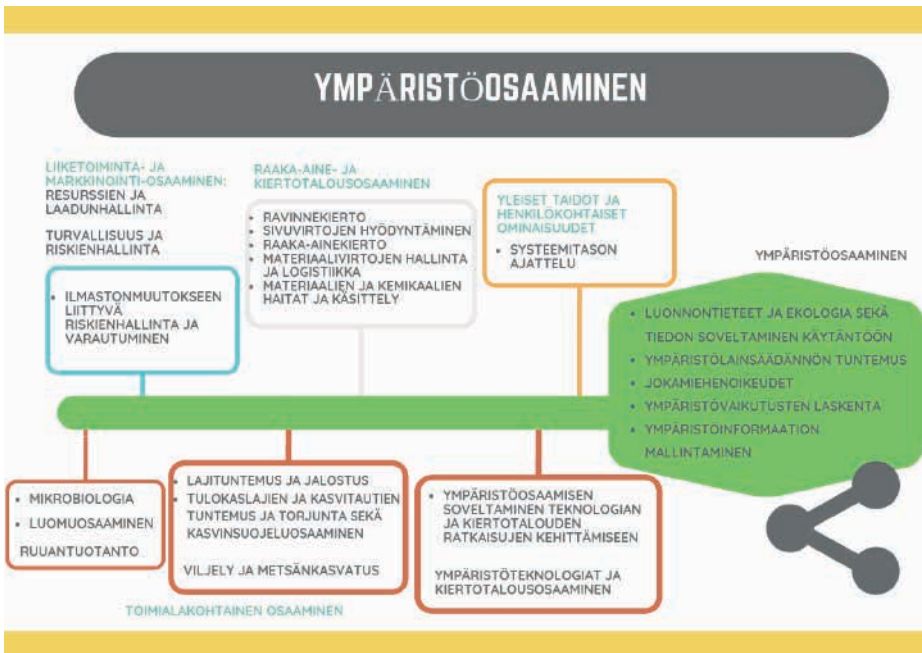 YMPÄRISTÖOSAAMINEN
LIIKETOIMINTA- JA
MARKKINOINTI-OSAAMINEN:
RESURSSIEN JA
LAADUNHALLINTA
TURVALLISUUS JA
RISKIENHALLINTA
• ILMASTONMUUTOKSEEN
LIITTYVÄ
RISKIENHALLINTA JA
VARAUTUMINEN
RAAKA-AINE- JA
KIERTOTALOUSOSAAMINEN
• RAVINNEKIERTO
• SIVUVIRTOJEN HYÖDYNTÄMINEN
• RAAKA-AINEKIERTO
• MATERIAALIVIRTOJEN HALLINTA
JA LOGISTIIKKA
• MATERIAALIEN JA KEMIKAALIEN
HAITAT JA KÄSITTELY
YLEISET TAIDOT JA
HENKILÖKOHTAISET
OMINAISUUDET
• SYSTEEMITASON
AJATTELU
YMPÄRISTÖOSAAMINEN
• LUONNONTIETEET JA EKOLOGIA SEKÄ
TIEDON SOVELTAMINEN KÄYTÄNTÖÖN
• YMPÄRISTÖLAINSÄÄDÄNNÖN TUNTEMUS
• JOKAMIEHENOIKEUDET
• YMPÄRISTÖVAIKUTUSTEN LASKENTA
• YMPÄRISTÖINFORMAATION
MALLINTAMINEN
• MIKROBIOLOGIA
• LUOMUOSAAMINEN
RUUANTUOTANTO
• LAJITUNTEMUS JA JALOSTUS
• TULOKASLAJIEN JA KASVITAUTIEN
TUNTEMUS JA TORJUNTA SEKÄ
KASVINSUOJELUOSAAMINEN
VILJELY JA METSÄNKASVATUS
• YMPÄRISTÖOSAAMISEN
SOVELTAMINEN TEKNOLOGIAN
JA KIERTOTALOUDEN
RATKAISUJEN KEHITTÄMISEEN
YMPÄRISTÖTEKNOLOGIAT JA
KIERTOTALOUSOSAAMINEN
TOIMIALAKOHTAINEN OSAAMINEN